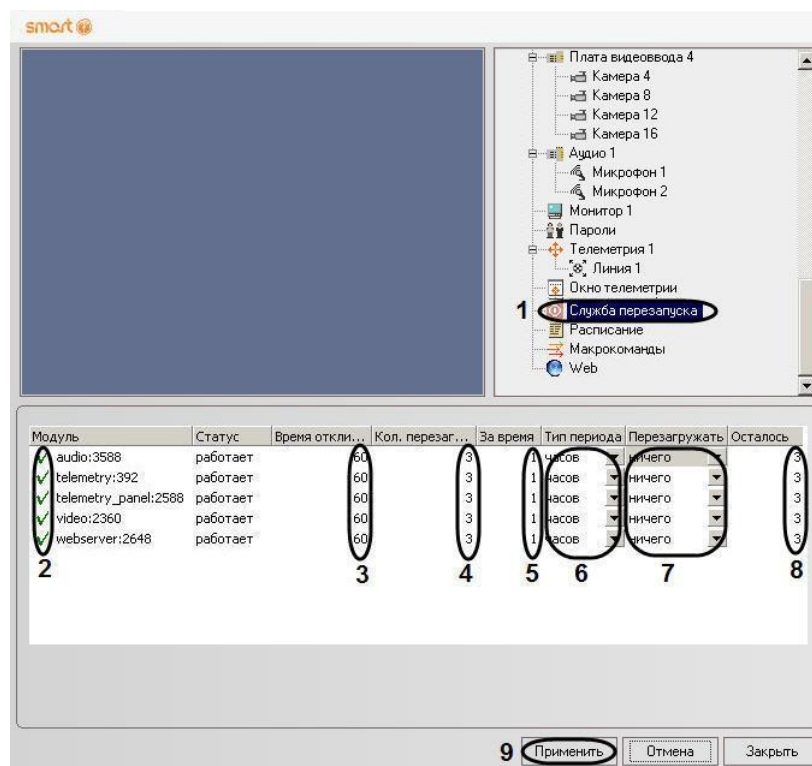 smart
Плата видеоввода 4
Камера 4
Камера 8
Камера 12
Камера 16
Аудио 1
Микрофон 1
Микрофон 2
Монитор 1
Пароли
Телеметрия 1
Линия 1
Окно телеметрии
1 Служба перезапуска
Расписание
Макрокоманды
Web
Модуль Статус Время откли... Кол. перезаг... За время Тип периода Перезагружать Осталось
audio:3588 работает 60 3 1 часов ничего 3
telemetry:392 работает 60 3 1 часов ничего 3
telemetry_panel:2588 работает 60 3 1 часов ничего 3
video:2360 работает 60 3 1 часов ничего 3
webserver:2648 работает 60 3 1 часов ничего 3
2 3 4 5 6 7 8
9 Применить Отмена Закрыть